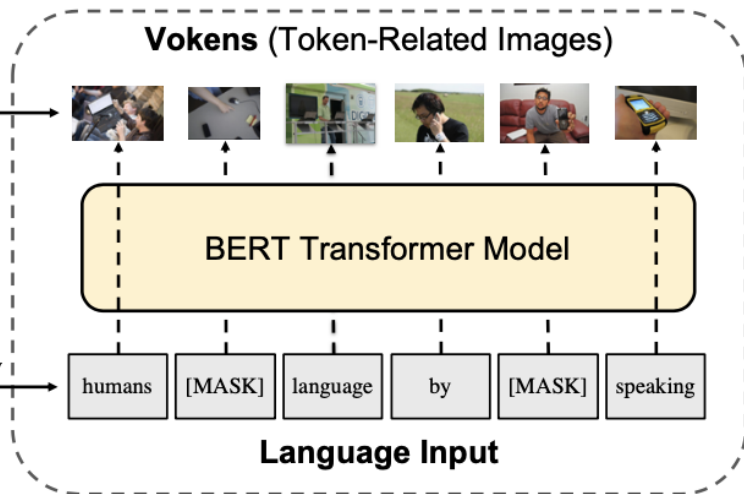 Vokens (Token-Related Images)
BERT Transformer Model
humans [MASK] language by [MASK] speaking
Language Input